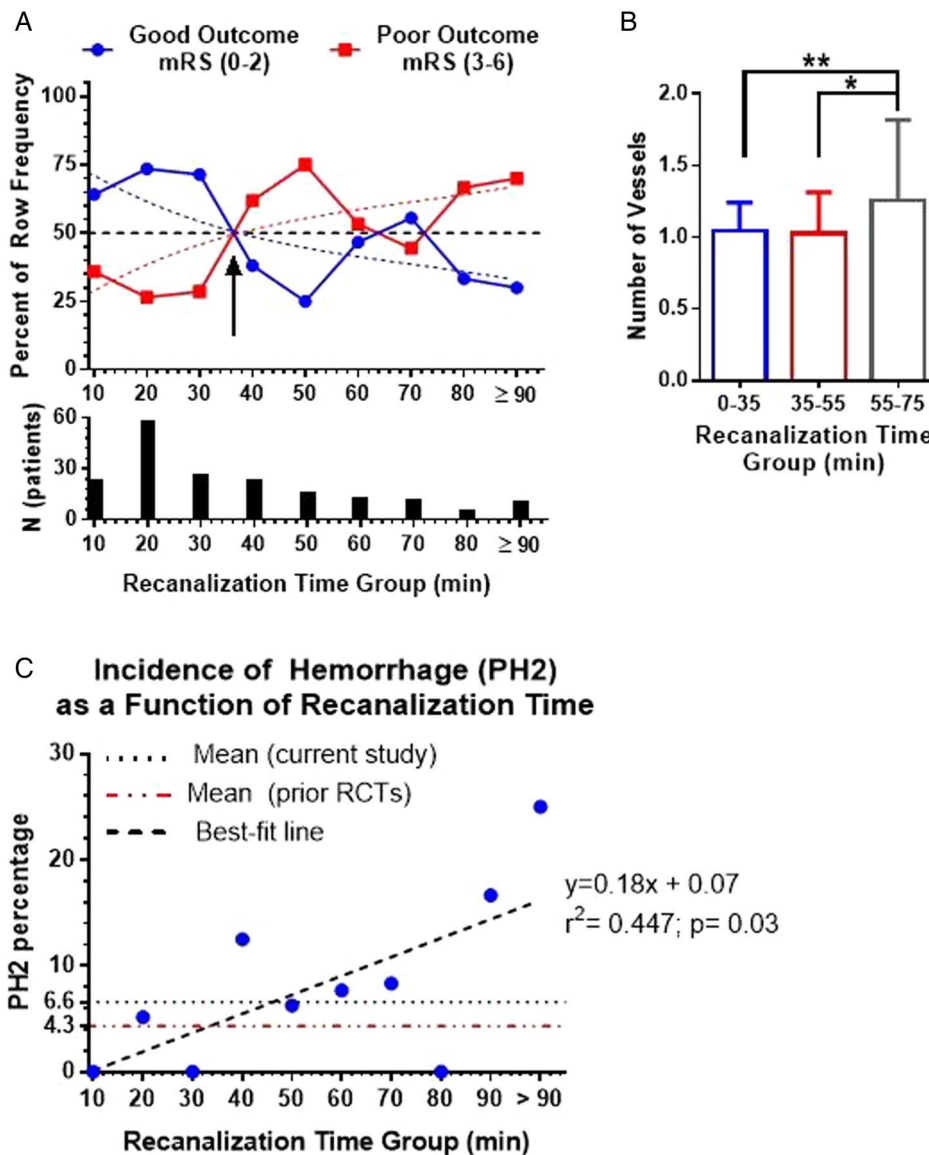 A
Good Outcome
mRS (0-2)
Poor Outcome
mRS (3-6)
Percent of Row Frequency
100
75
50
25
0
10 20 30 40 50 60 70 80 ≥ 90
N (patients)
60
30
0
10 20 30 40 50 60 70 80 ≥ 90
Recanalization Time Group (min)
B
** 
*
Number of Vessels
2.0
1.5
1.0
0.5
0.0
0-35 35-55 55-75
Recanalization Time
Group (min)
C
Incidence of Hemorrhage (PH2)
as a Function of Recanalization Time
PH2 percentage
30
20
10
6.6
4.3
0
Mean (current study)
Mean (prior RCTs)
Best-fit line
y=0.18x + 0.07
r²= 0.447; p= 0.03
10 20 30 40 50 60 70 80 90 > 90
Recanalization Time Group (min)